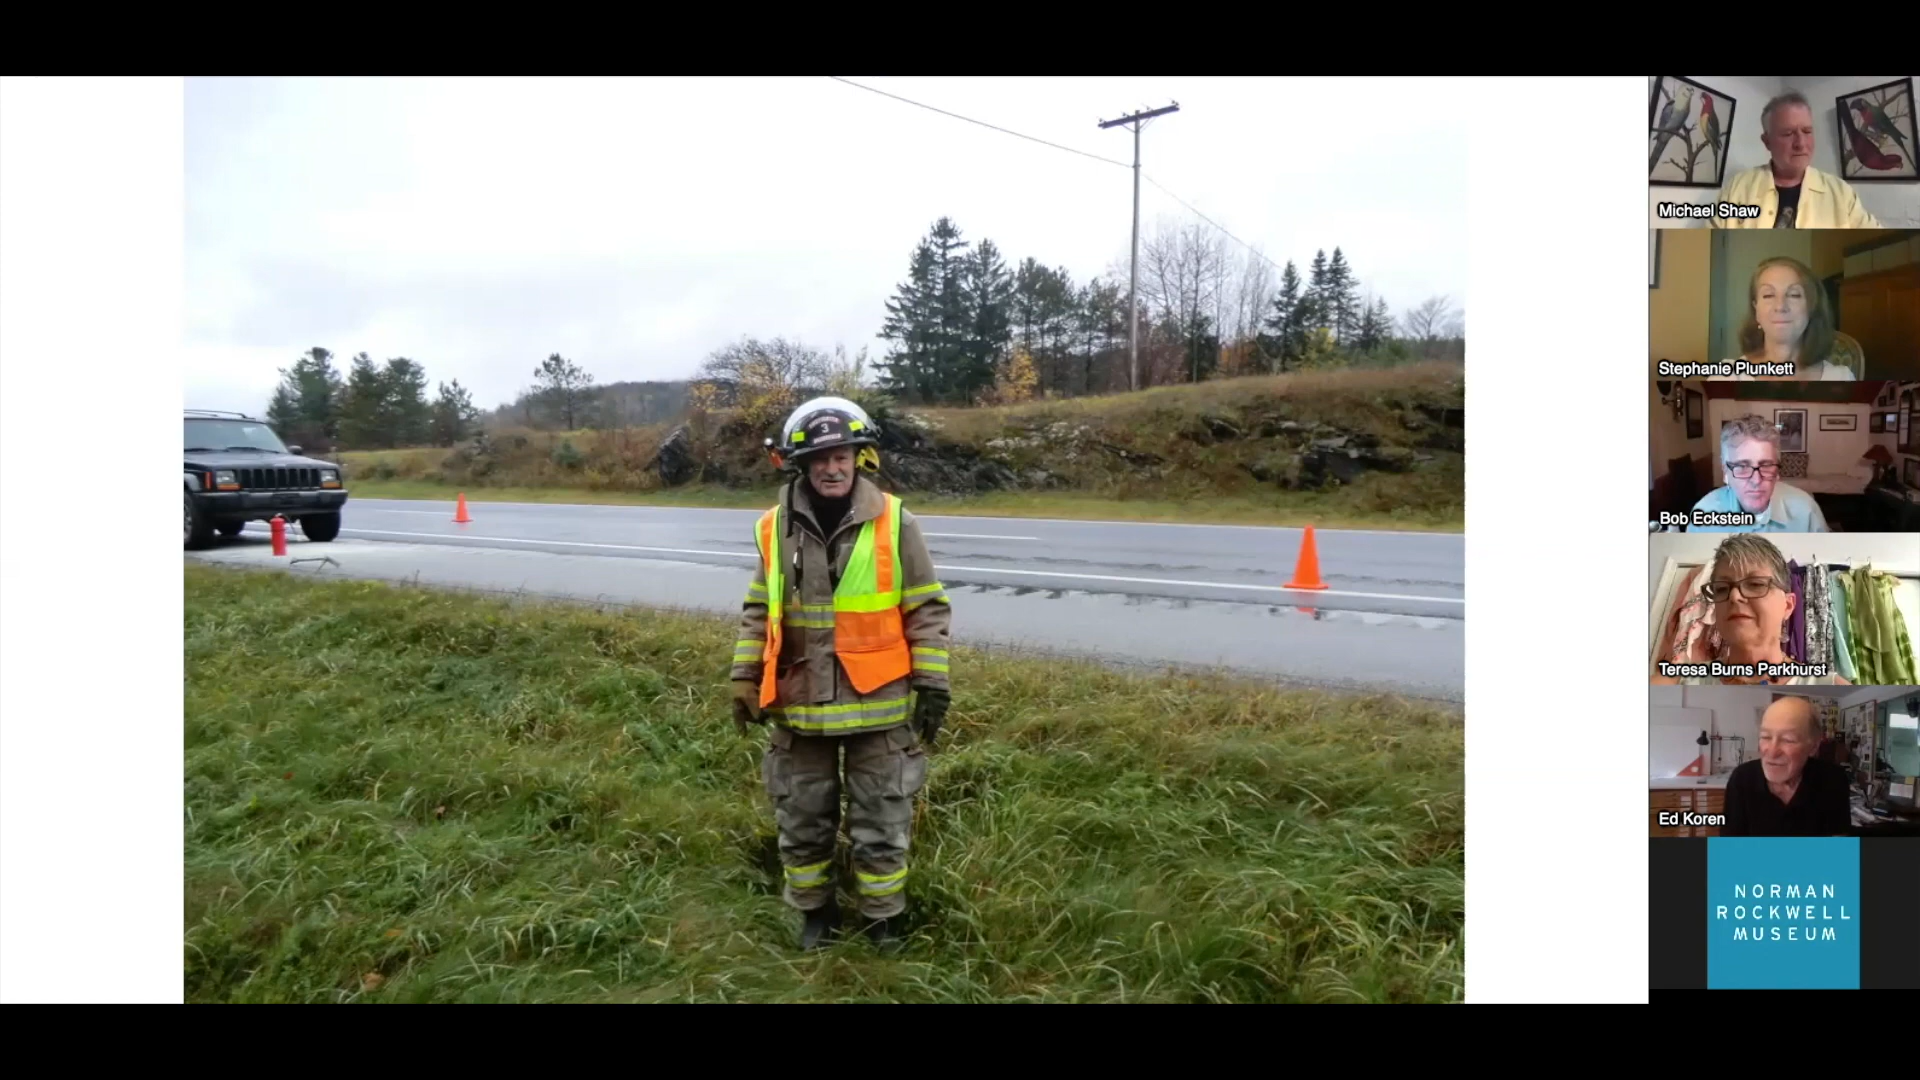 Michael Shaw
Stephanie Plunkett
Bob Eckstein
Teresa Burns Parkhurst
Ed Koren
NORMAN
ROCKWELL
MUSEUM
3